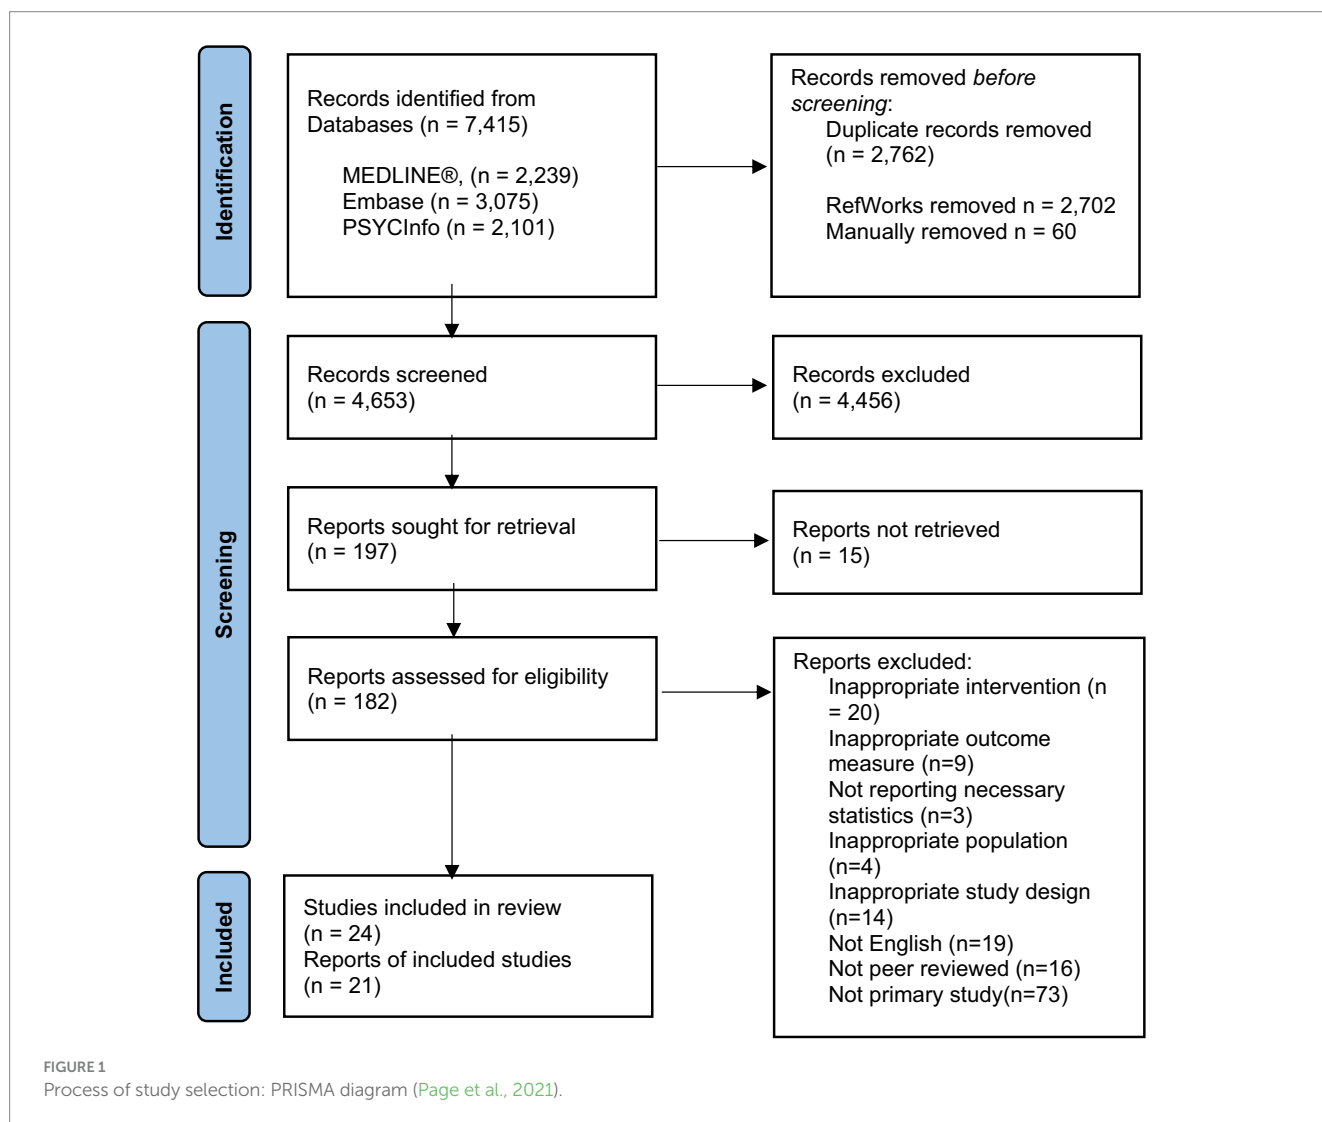 Identification
Records identified from
Databases (n = 7,415)
MEDLINE®, (n = 2,239)
Embase (n = 3,075)
PSYCInfo (n = 2,101)
Records removed before
screening:
Duplicate records removed
(n = 2,762)
RefWorks removed n = 2,702
Manually removed n = 60
Screening
Records screened
(n = 4,653)
Records excluded
(n = 4,456)
Reports sought for retrieval
(n = 197)
Reports not retrieved
(n = 15)
Reports assessed for eligibility
(n = 182)
Reports excluded:
Inappropriate intervention (n
= 20)
Inappropriate outcome
measure (n=9)
Not reporting necessary
statistics (n=3)
Inappropriate population
(n=4)
Inappropriate study design
(n=14)
Not English (n=19)
Not peer reviewed (n=16)
Not primary study(n=73)
Included
Studies included in review
(n = 24)
Reports of included studies
(n = 21)
FIGURE 1
Process of study selection: PRISMA diagram (Page et al., 2021).